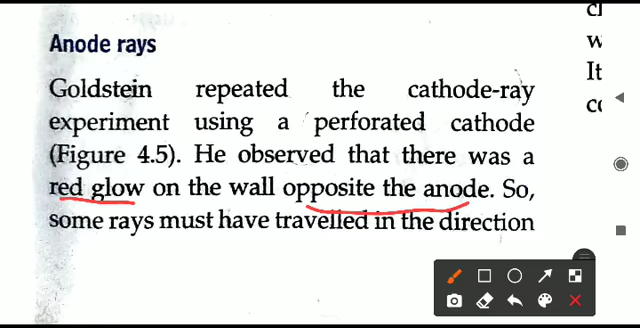 Anode rays
Goldstein repeated the cathode-ray
experiment using a perforated cathode
(Figure 4.5). He observed that there was a
red glow on the wall opposite the anode. So,
some rays must have travelled in the direction
It